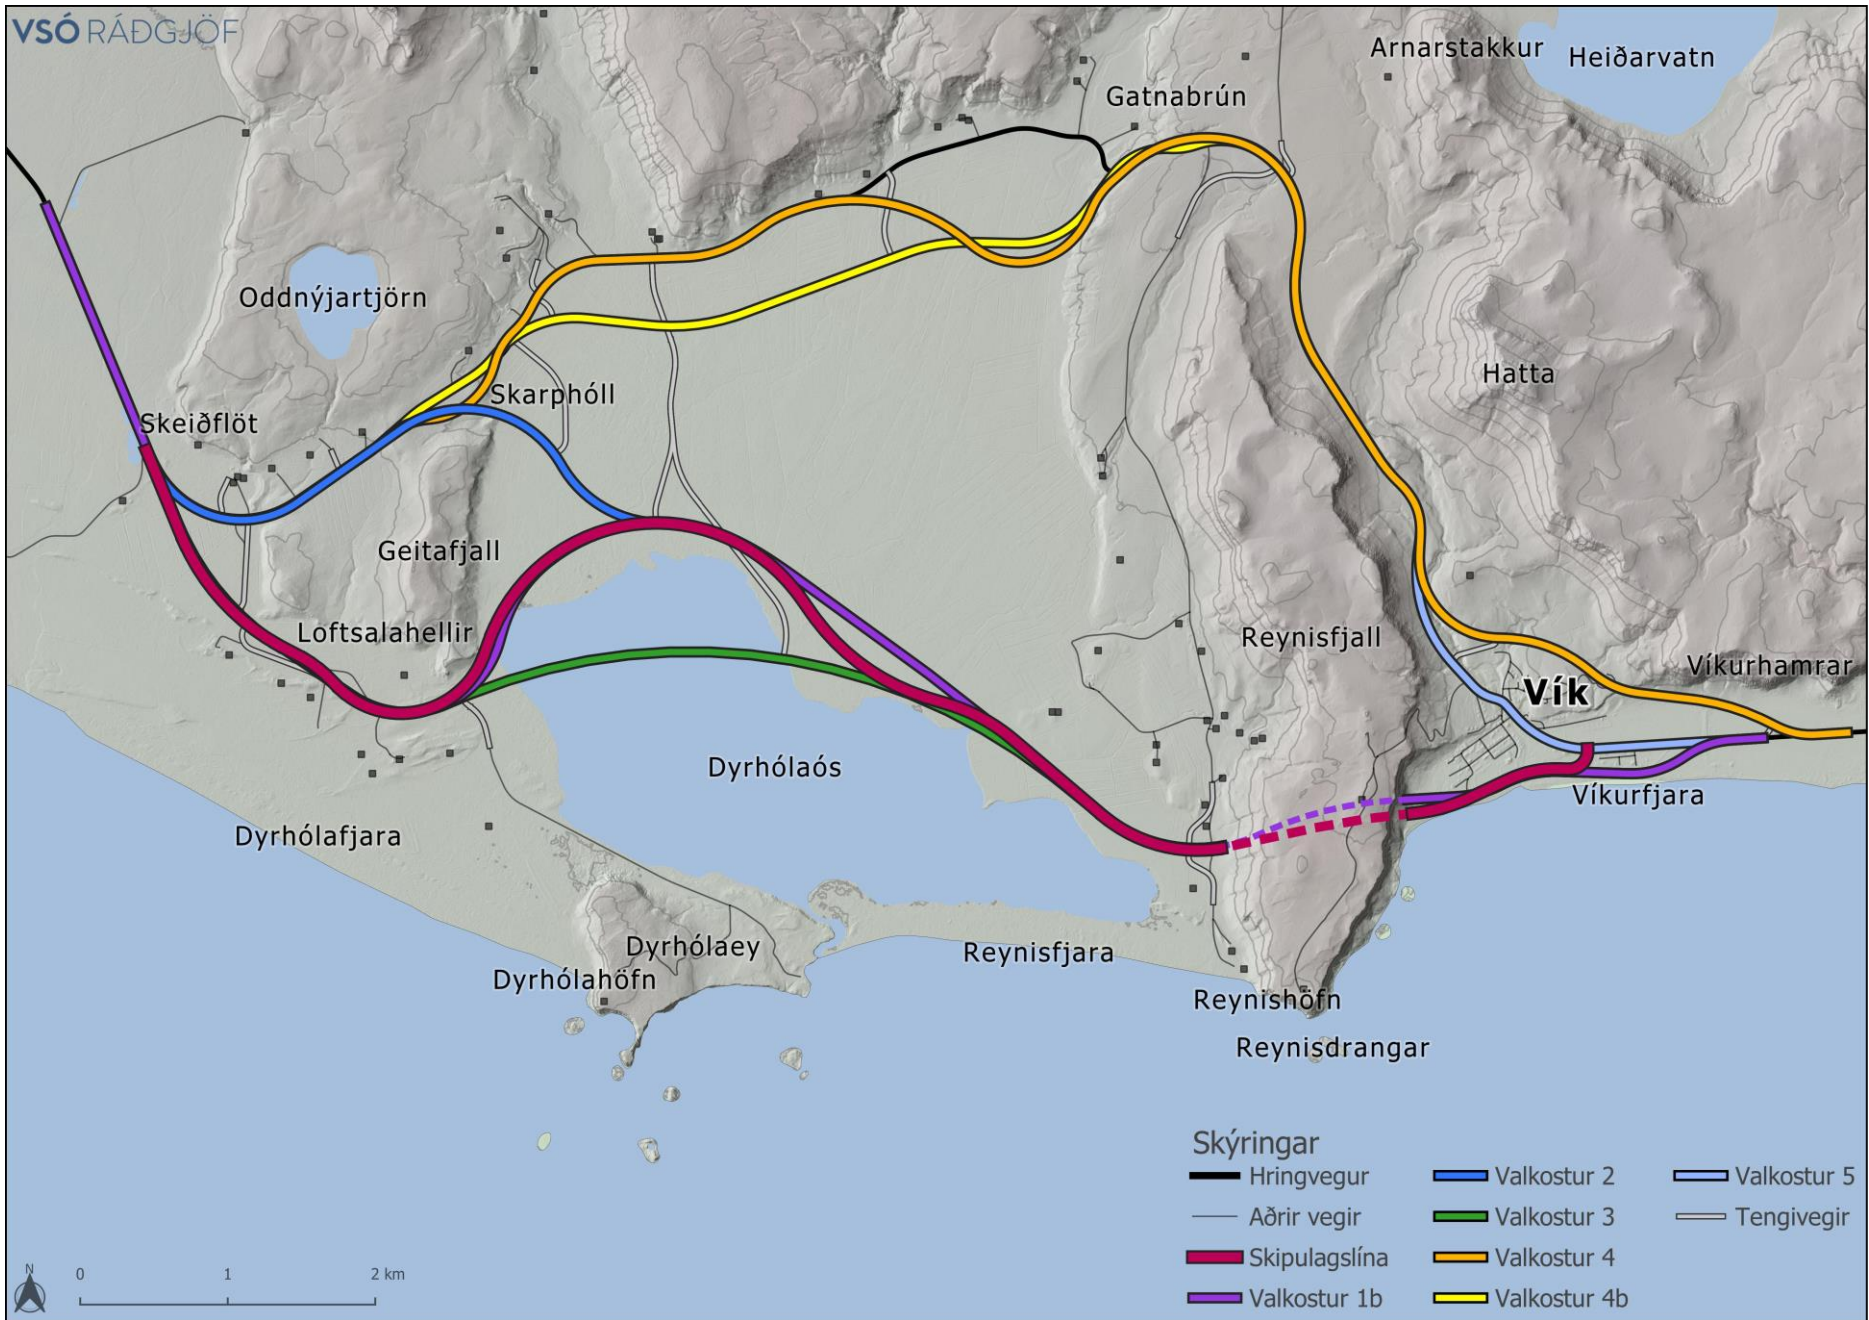 VSÓ RÁÐGJÖF
Arnarstakkur
Heiðarvatn
Gatnabrún
Oddnýjartjörn
Hatta
Skarphóll
Skeiðflöt
Geitafjall
Loftsalahellir
Reynisfjall
Víkurhamrar
Vík
Dyrhólaós
Víkurfjara
Dyrhólafjara
Dyrhólaey
Reynisfjara
Dyrhólahöfn
Reynishöfn
Reynisdrangar
Skýringar
Hringvegur
Aðrir vegir
Skipulagslína
Valkostur 1b
Valkostur 2
Valkostur 3
Valkostur 4
Valkostur 4b
Valkostur 5
Tengivegir
N
0 1 2 km